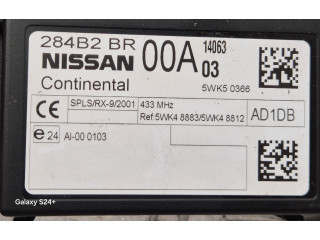 284B2 BR 00A 14063
NISSAN 03
Continental 5WK5 0366
CE SPLS/RX-9/2001 433 MHz
Ref:5WK4 8883/5WK4 8812 AD1DB
e 24 AI-00 0103
Galaxy S24+